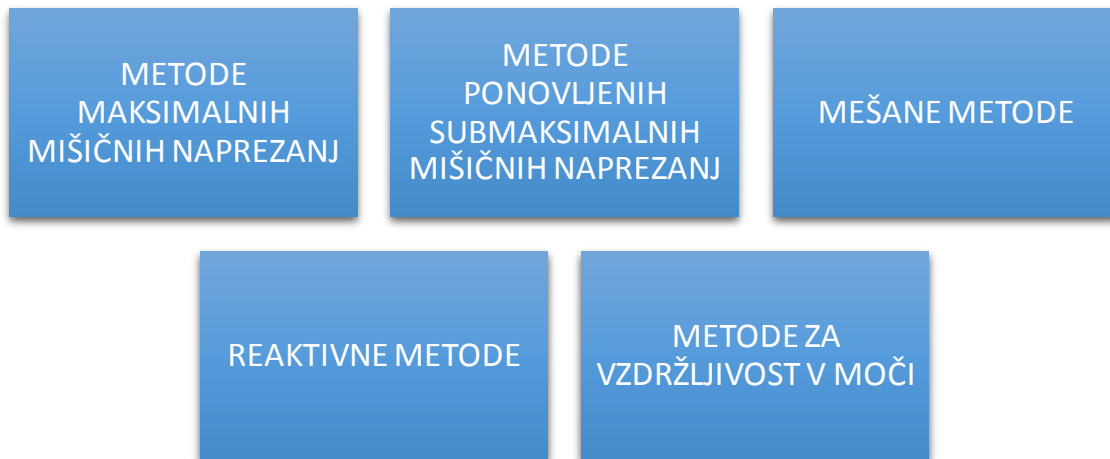 METODE
MAKSIMALNIH
MIŠIČNIH NAPREZANJ
METODE
PONOVLJENIH
SUBMAKSIMALNIH
MIŠIČNIH NAPREZANJ
MEŠANE METODE
REAKTIVNE METODE
METODE ZA
VZDRŽLJIVOST V MOČI